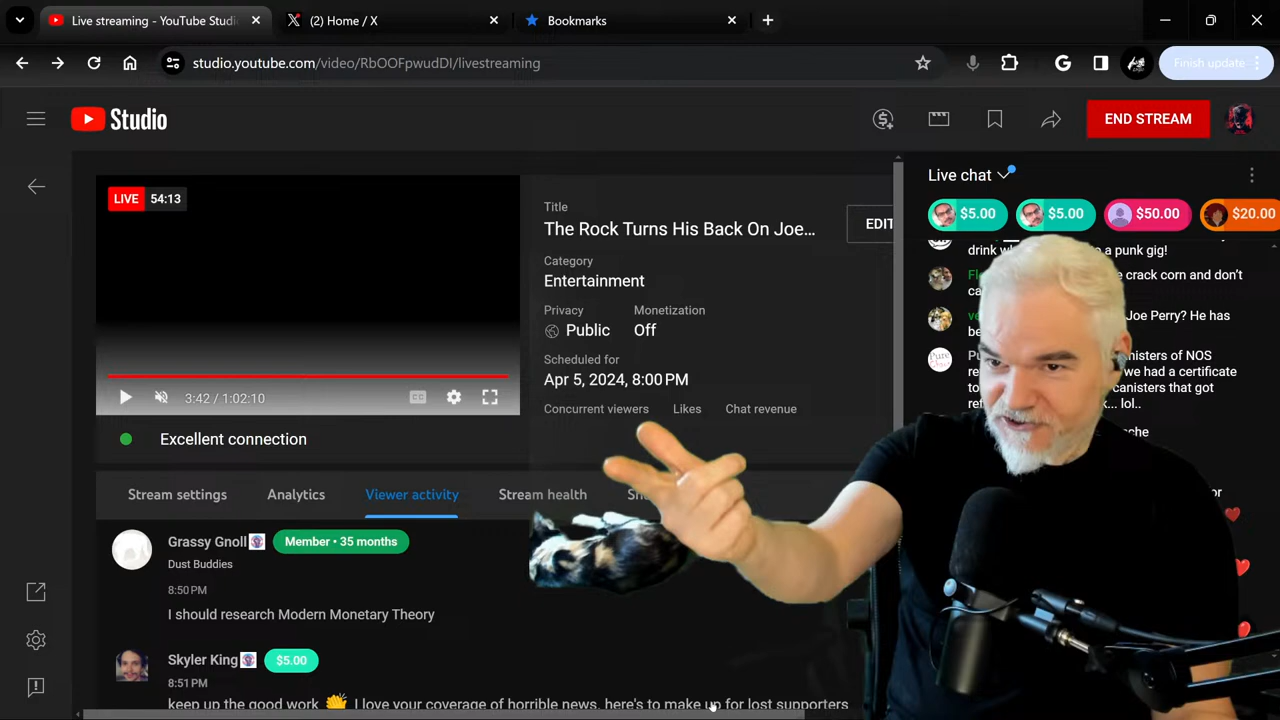 Live streaming - YouTube Studi
(2) Home / X
Bookmarks
studio.youtube.com/video/RbOOFpwudDI/livestreaming
Finish update
Studio
END STREAM
LIVE 54:13
3:42 / 1:02:10
Excellent connection
Title
The Rock Turns His Back On Joe...
EDIT
Category
Entertainment
Privacy Monetization
Public Off
Scheduled for
Apr 5, 2024, 8:00 PM
Concurrent viewers Likes Chat revenue
Stream settings Analytics Viewer activity Stream health
Grassy Gnoll Member • 35 months
Dust Buddies
8:50 PM
I should research Modern Monetary Theory
Skyler King $5.00
8:51 PM
keep up the good work 👏 I love your coverage of horrible news, here's to make up for lost supporters
Live chat
$5.00 $5.00 $50.00 $20.00
drink a punk gig!
crack corn and don't
Joe Perry? He has
nisters of NOS
we had a certificate
canisters that got
lol..